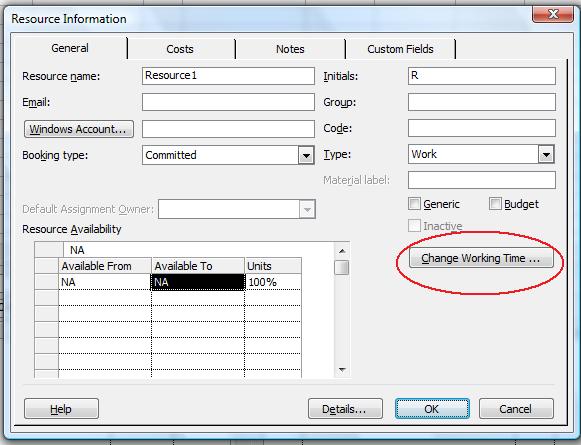 Resource Information
General Costs Notes Custom Fields
Resource name: Resource1 Initials: R
Email: Group:
Windows Account... Code:
Booking type: Committed Type: Work
Material label:
Generic Budget
Default Assignment Owner: Inactive
Resource Availability
NA
Change Working Time ...
Available From Available To Units
NA NA 100%
Help Details... OK Cancel